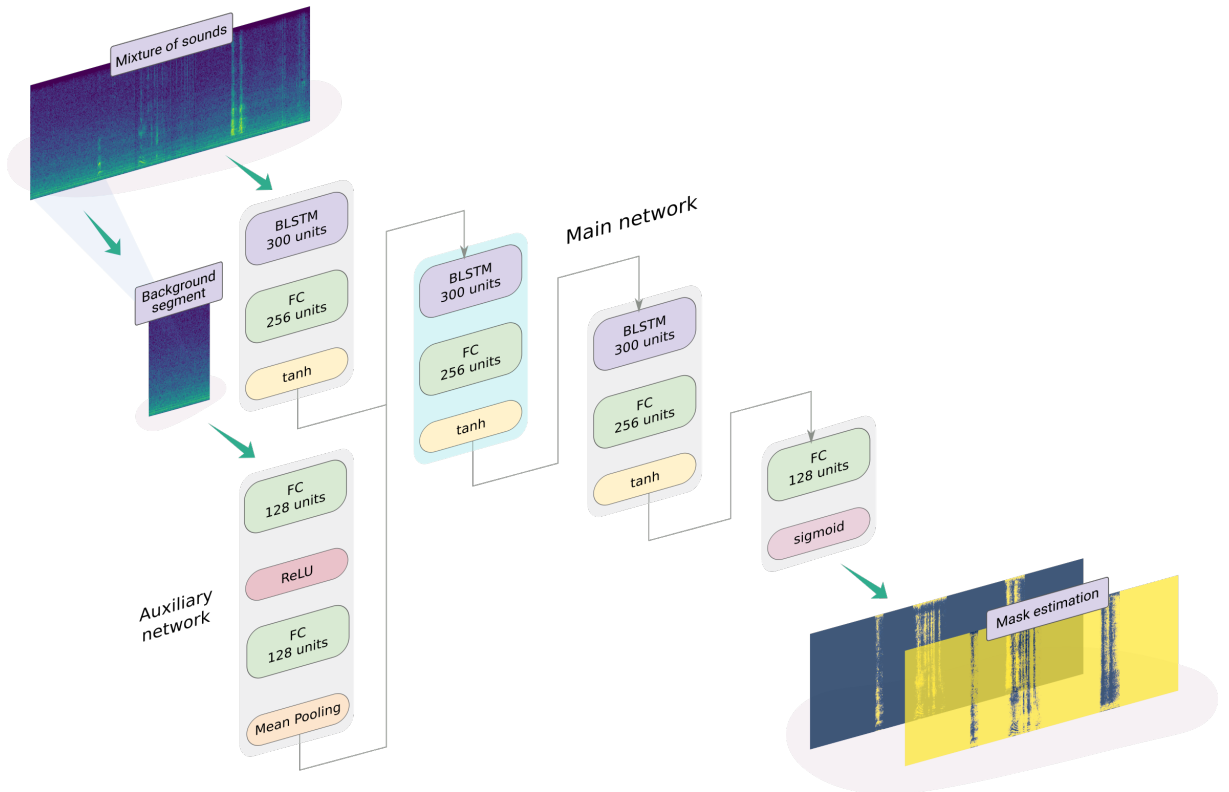 Mixture of sounds
Background
segment
BLSTM
300 units
FC
256 units
tanh
BLSTM
300 units
FC
256 units
tanh
Main network
BLSTM
300 units
FC
256 units
tanh
FC
128 units
sigmoid
Auxiliary
network
FC
128 units
ReLU
FC
128 units
Mean Pooling
Mask estimation